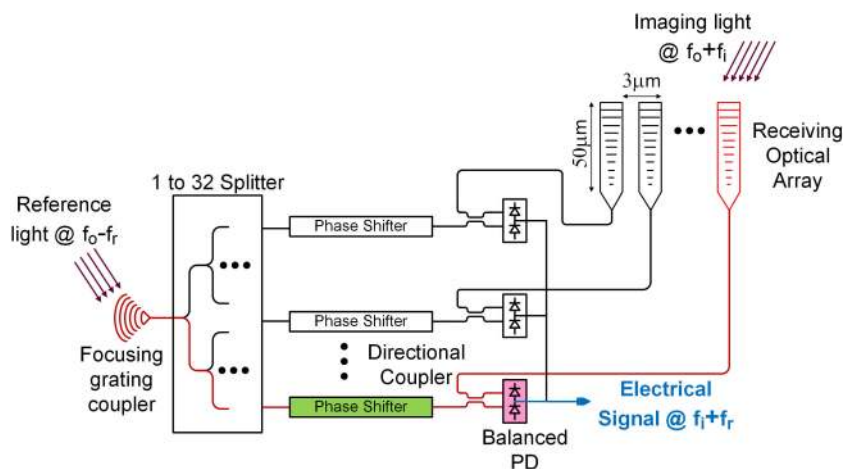 Imaging light
@ fo+fi
3μm
50μm
Receiving
Optical
Array
1 to 32 Splitter
Reference
light @ fo-fr
Phase Shifter
Phase Shifter
Focusing
grating
coupler
Directional
Coupler
Phase Shifter
Electrical
Signal @ fi+fr
Balanced
PD